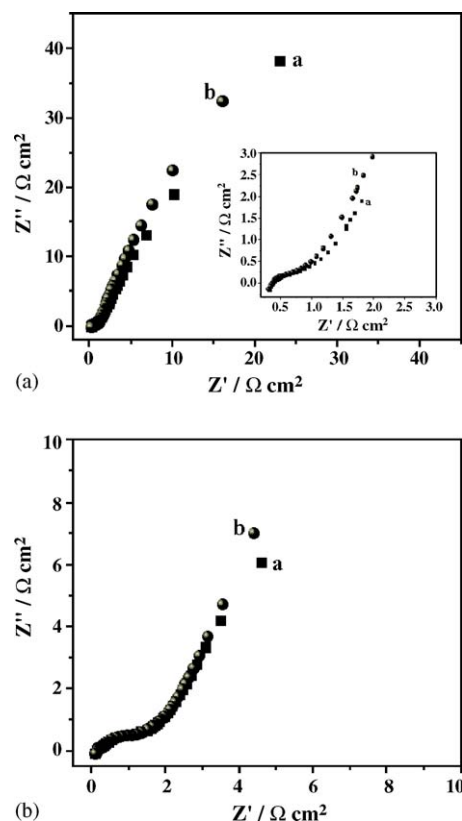 40
30
20
10
0
Z'' / Ω cm²
a
b
3.0
2.5
2.0
1.5
1.0
0.5
0.0
Z'' / Ω cm²
b
a
0.5 1.0 1.5 2.0 2.5 3.0
Z' / Ω cm²
0 10 20 30 40
(a)
Z' / Ω cm²
10
8
6
4
2
0
Z'' / Ω cm²
b
a
0 2 4 6 8 10
(b)
Z' / Ω cm²